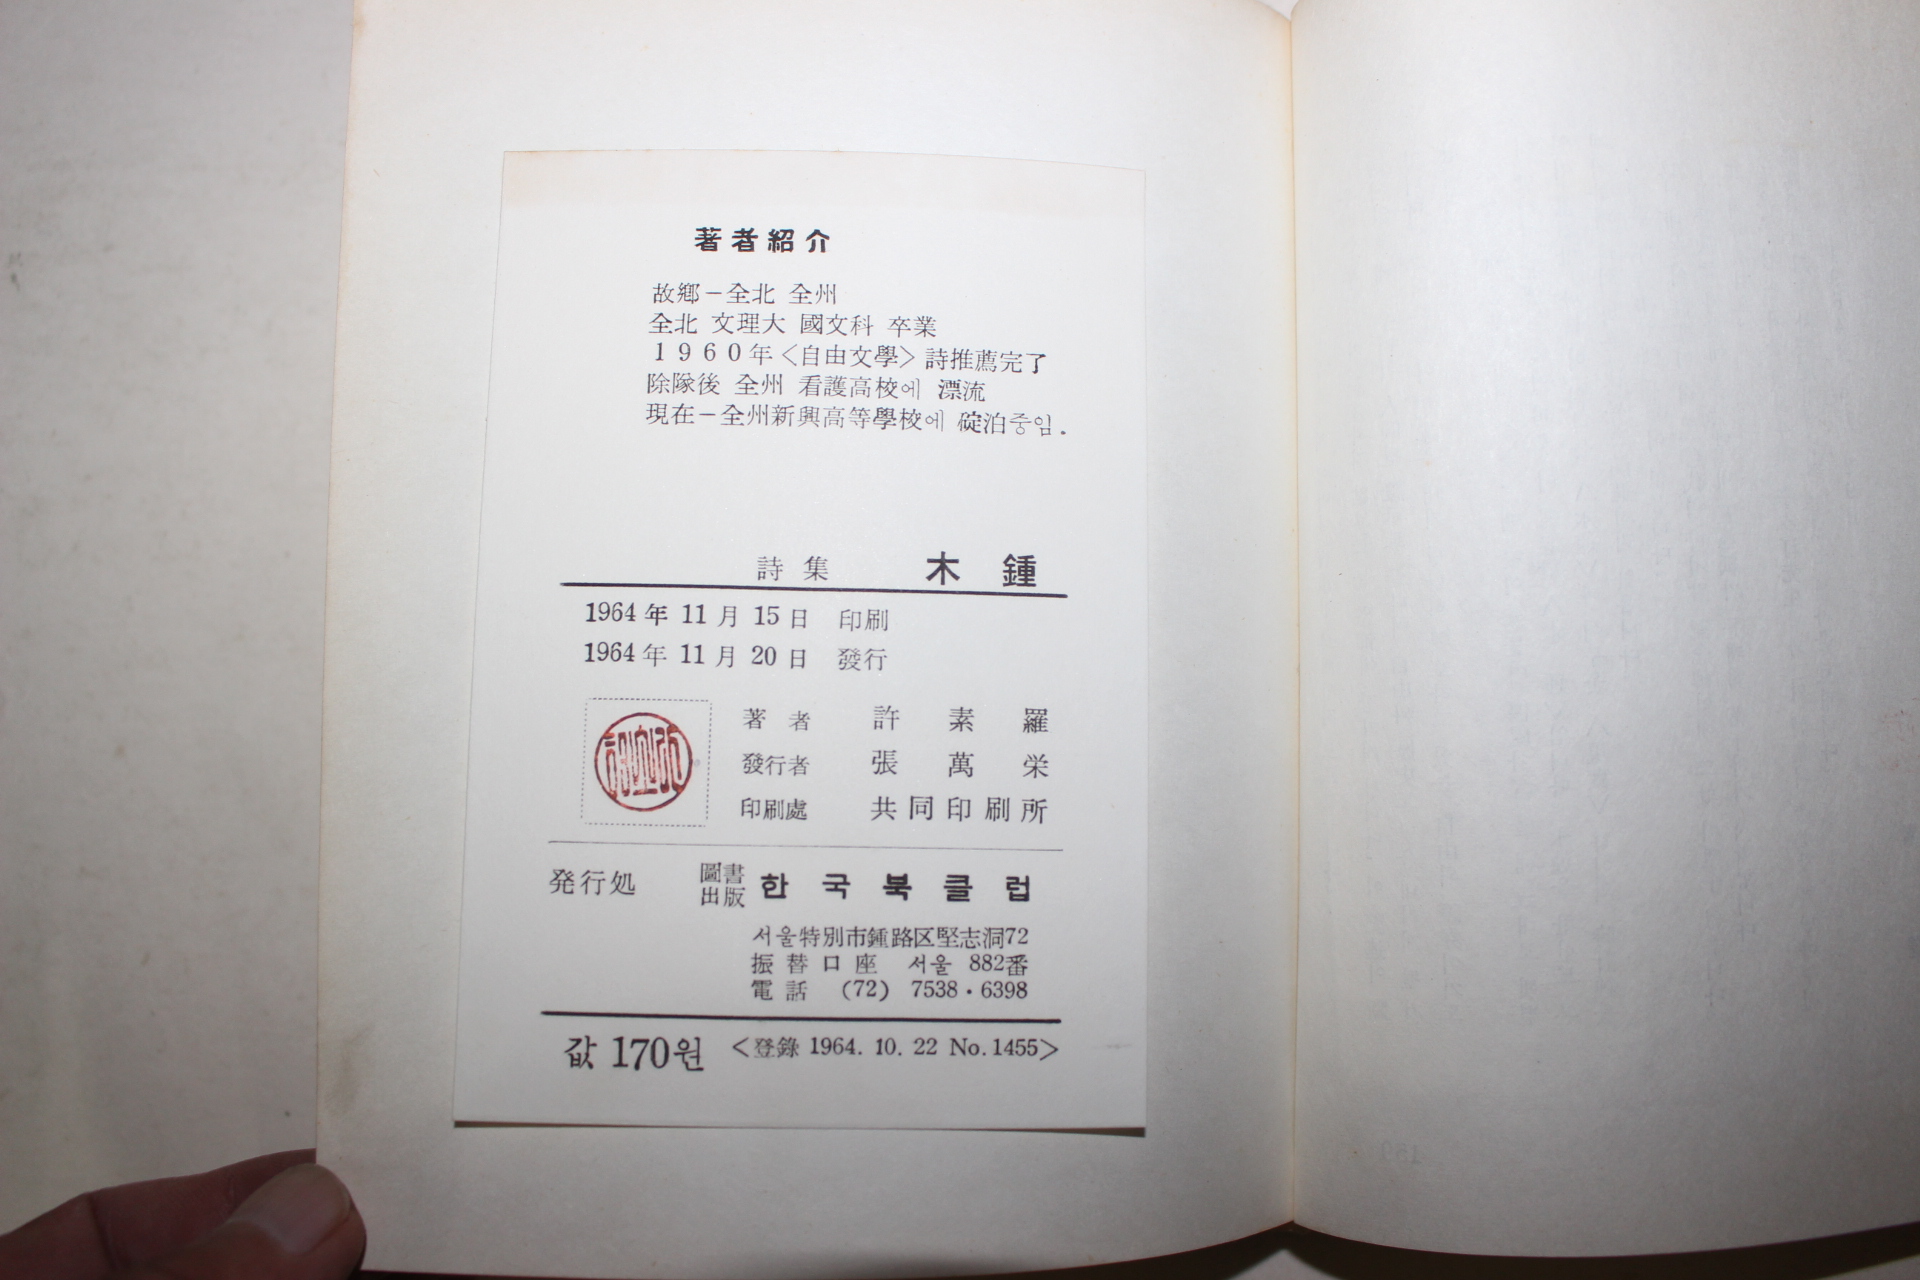 著者紹介
故鄕－全北 全州
全北 文理大 國文科 卒業
1960年〈自由文學〉詩推薦完了
除隊後 全州 看護高校에 漂流
現在－全州新興高等學校에 碇泊중임.
詩集 木鍾
1964年 11月 15日 印刷
1964年 11月 20日 發行
著者 許素羅
發行者 張萬栄
印刷處 共同印刷所
発行処 圖書出版 한국북클럽
서울特別市鍾路区堅志洞72
振替口座 서울 882番
電話 (72) 7538・6398
값 170원 <登錄 1964. 10. 22 No.1455>